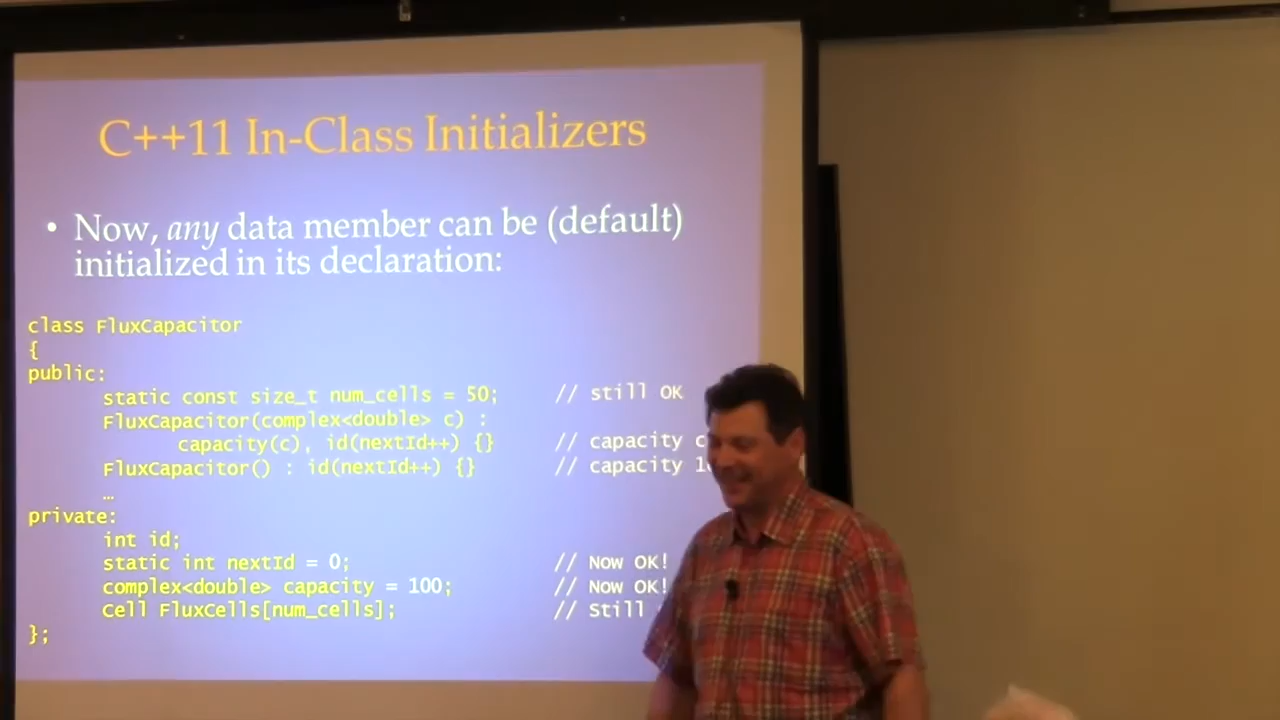 C++11 In-Class Initializers
• Now, any data member can be (default)
initialized in its declaration:
class FluxCapacitor
{
public:
static const size_t num_cells = 50; // still OK
FluxCapacitor(complex<double> c) :
capacity(c), id(nextId++) {} // capacity c
FluxCapacitor() : id(nextId++) {} // capacity
…
private:
int id;
static int nextId = 0; // Now OK!
complex<double> capacity = 100; // Now OK!
Cell FluxCells[num_cells]; // Still
};